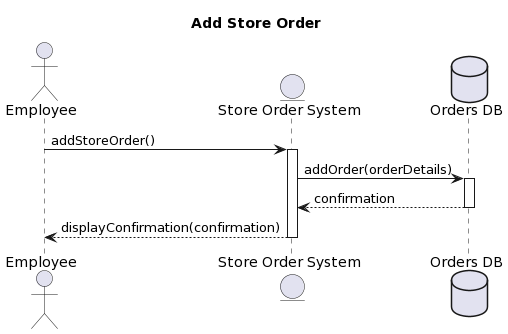 Add Store Order
Employee
Store Order System
Orders DB
addStoreOrder()
addOrder(orderDetails)
confirmation
displayConfirmation(confirmation)
Employee
Store Order System
Orders DB